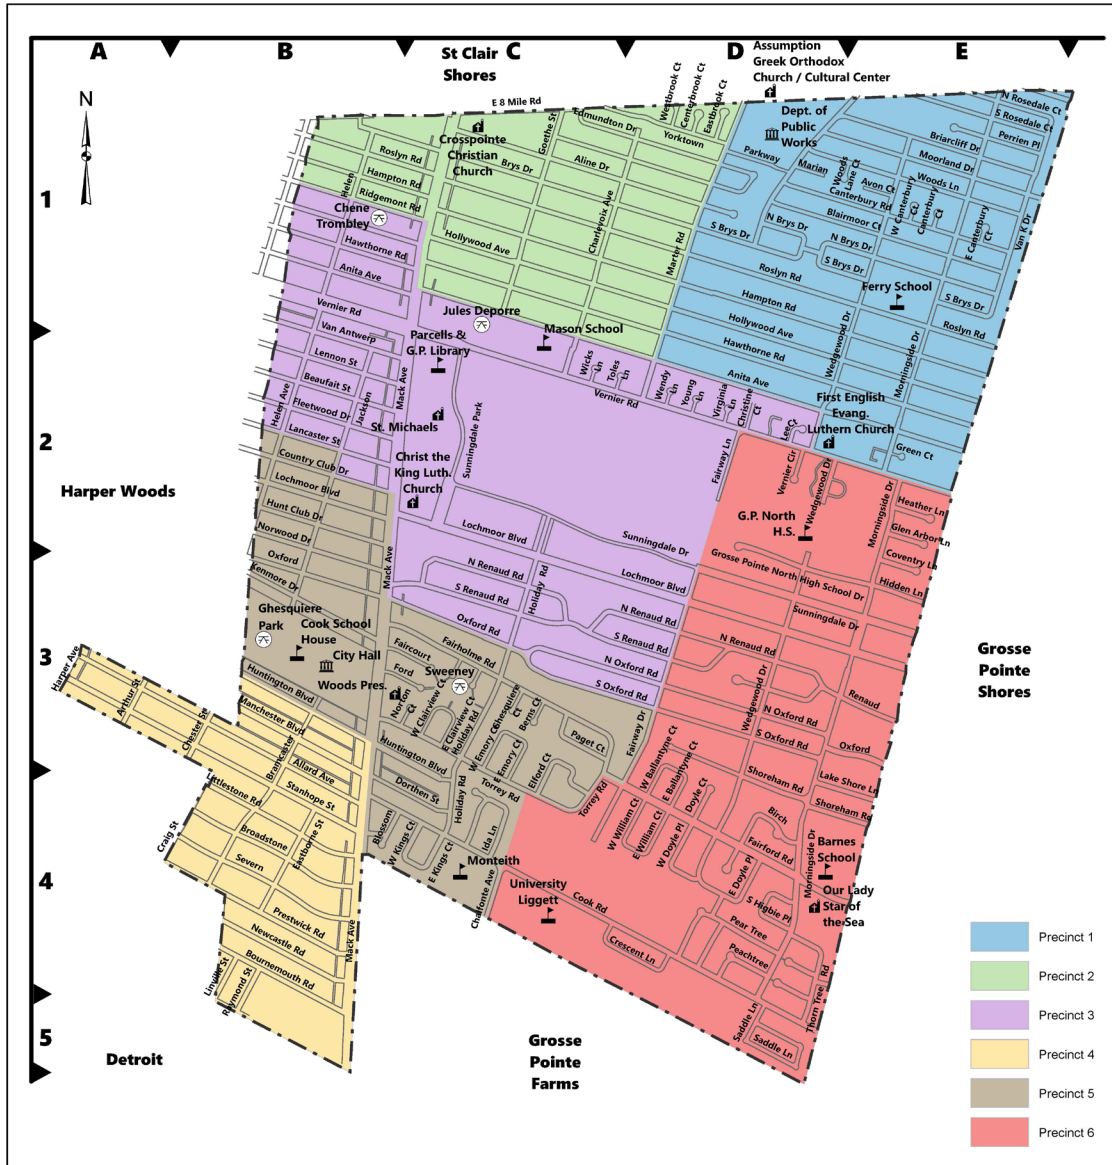 A
B
C
D
E
St Clair
Shores
Assumption
Greek Orthodox
Church / Cultural Center
N
E 8 Mile Rd
Westbrook Ct
Centerbrook Ct
Eastbrook Ct
Goethe St
Edmundton Dr
Yorktown
Dept. of
Public
Works
N Rosedale Ct
S Rosedale Ct
Perrien Pl
Briarcliff Dr
Moorland Dr
Woods Ln
Crosspointe
Christian
Church
Roslyn Rd
Brys Dr
Aline Dr
Parkway
Marian
Woods
Lane Ct
Avon Ct
Canterbury Rd
W Canterbury
Ct
Canterbury
Ct
E Canterbury
Ct
Van K Dr
1
Helen
Hampton Rd
Ridgemont Rd
Chene
Trombley
Charlevoix Ave
Marter Rd
Blairmoor Ct
S Brys Dr
N Brys Dr
N Brys Dr
S Brys Dr
Hawthorne Rd
Hollywood Ave
Anita Ave
Roslyn Rd
Hampton Rd
Ferry School
S Brys Dr
Roslyn Rd
Vernier Rd
Jules Deporre
Mason School
Hollywood Ave
Hawthorne Rd
Anita Ave
Wedgewood Dr
Morningside Dr
Van Antwerp
Parcells &
G.P. Library
Lennon St
Beaufait St
Mack Ave
Wicks
Ln
Toles
Ln
Vernier Rd
Wendy
Ln
Young
Ln
Virginia
Ln
Christine
Ct
Lee Ct
First English
Evang.
Luthern Church
Helen Ave
Fleetwood Dr
Jackson
Lancaster St
St. Michaels
Sunningdale Park
2
Green Ct
Harper Woods
Country Club Dr
Lochmoor Blvd
Hunt Club Dr
Norwood Dr
Oxford
Kenmore Dr
Christ the
King Luth.
Church
Fairway Ln
Vernier Cir
Wedgewood Dr
G.P. North
H.S.
Morningside Dr
Heather Ln
Glen Arbor Ln
Coventry Ln
Hidden Ln
Lochmoor Blvd
Sunningdale Dr
Mack Ave
N Renaud Rd
S Renaud Rd
Holiday Rd
Lochmoor Blvd
Grosse Pointe North
High School Dr
Sunningdale Dr
Ghesquiere
Park
Cook School
House
City Hall
Woods Pres.
Oxford Rd
N Renaud Rd
S Renaud Rd
N Oxford Rd
S Oxford Rd
N Renaud Rd
3
Harper Ave
Arthur St
Chester St
Faircourt
Ford
Fairholme Rd
Sweeney
Norton
Ct
W Clairview Ct
E Clairview Ct
Holiday Rd
Ghesquiere
Ct
Berns Ct
W Emory Ct
E Emory Ct
Elford Ct
Paget Ct
Fairway Dr
Wedgewood Dr
Renaud
N Oxford Rd
S Oxford Rd
Oxford
Grosse
Pointe
Shores
Huntington Blvd
Manchester Blvd
Bramcaster
Allard Ave
Stanhope St
Huntington Blvd
Dorthen St
Holiday Rd
Torrey Rd
Torrey Rd
W Ballantyne Ct
E Ballantyne Ct
Doyle Ct
Shoreham Rd
Lake Shore Ln
Shoreham Rd
Littlestone Rd
Craig St
Broadstone
Eastborne St
Severn
Blossom
W Kings Ct
E Kings Ct
Ida Ln
W William Ct
E William Ct
W Doyle Pl
E Doyle Pl
Birch
Fairford Rd
Morningside Dr
Barnes
School
4
Monteith
Chalfonte Ave
University
Liggett
Cook Rd
Crescent Ln
S Higbie Pl
Pear Tree
Peachtree
Our Lady
Star of
the Sea
Prestwick Rd
Newcastle Rd
Bournemouth Rd
Mack Ave
Linville St
Raymond St
Saddle Ln
Saddle Ln
Thorn Tree Rd
5
Detroit
Grosse
Pointe
Farms
Precinct 1
Precinct 2
Precinct 3
Precinct 4
Precinct 5
Precinct 6